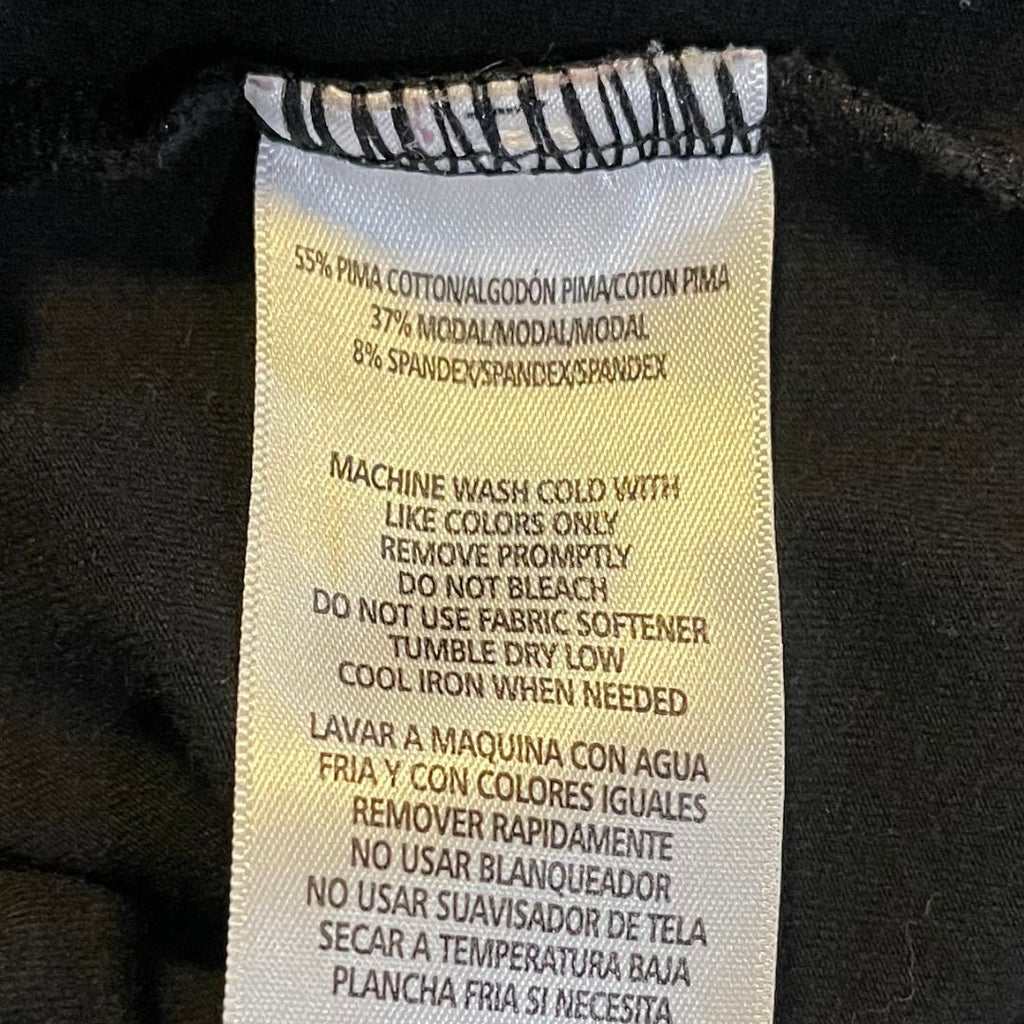 55% PIMA COTTON/ALGODÓN PIMA/COTON PIMA
37% MODAL/MODAL/MODAL
8% SPANDEX/SPANDEX/SPANDEX
MACHINE WASH COLD WITH
LIKE COLORS ONLY
REMOVE PROMPTLY
DO NOT BLEACH
DO NOT USE FABRIC SOFTENER
TUMBLE DRY LOW
COOL IRON WHEN NEEDED
LAVAR A MAQUINA CON AGUA
FRIA Y CON COLORES IGUALES
REMOVER RAPIDAMENTE
NO USAR BLANQUEADOR
NO USAR SUAVISADOR DE TELA
SECAR A TEMPERATURA BAJA
PLANCHA FRIA SI NECESITA